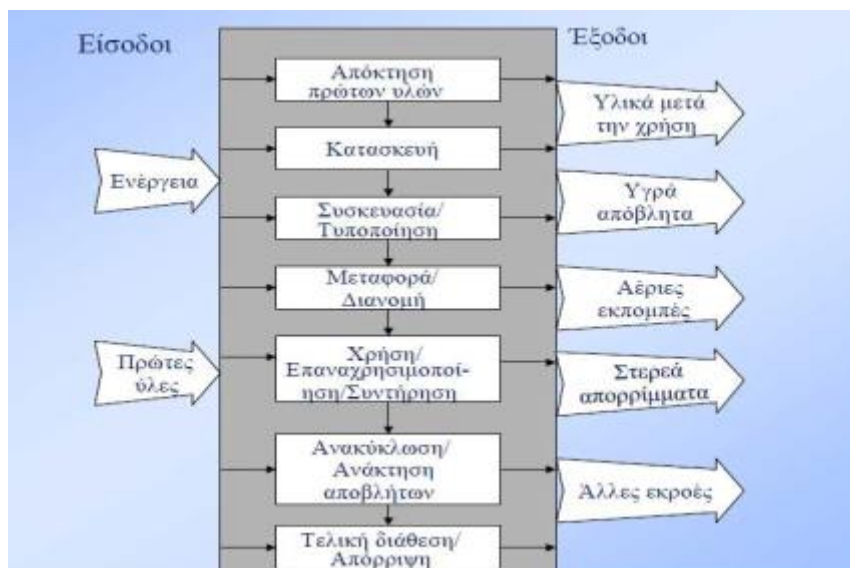 Είσοδοι
Έξοδοι
Ενέργεια
Πρώτες
ύλες
Απόκτηση
πρώτων υλών
Κατασκευή
Συσκευασία/
Τυποποίηση
Μεταφορά/
Διανομή
Χρήση/
Επαναχρησιμοποί-
ηση/Συντήρηση
Ανακύκλωση/
Ανάκτηση
αποβλήτων
Τελική διάθεση/
Απόρριψη
Υλικά μετά
την χρήση
Υγρά
απόβλητα
Αέριες
εκπομπές
Στερεά
απορρίμματα
Άλλες εκροές